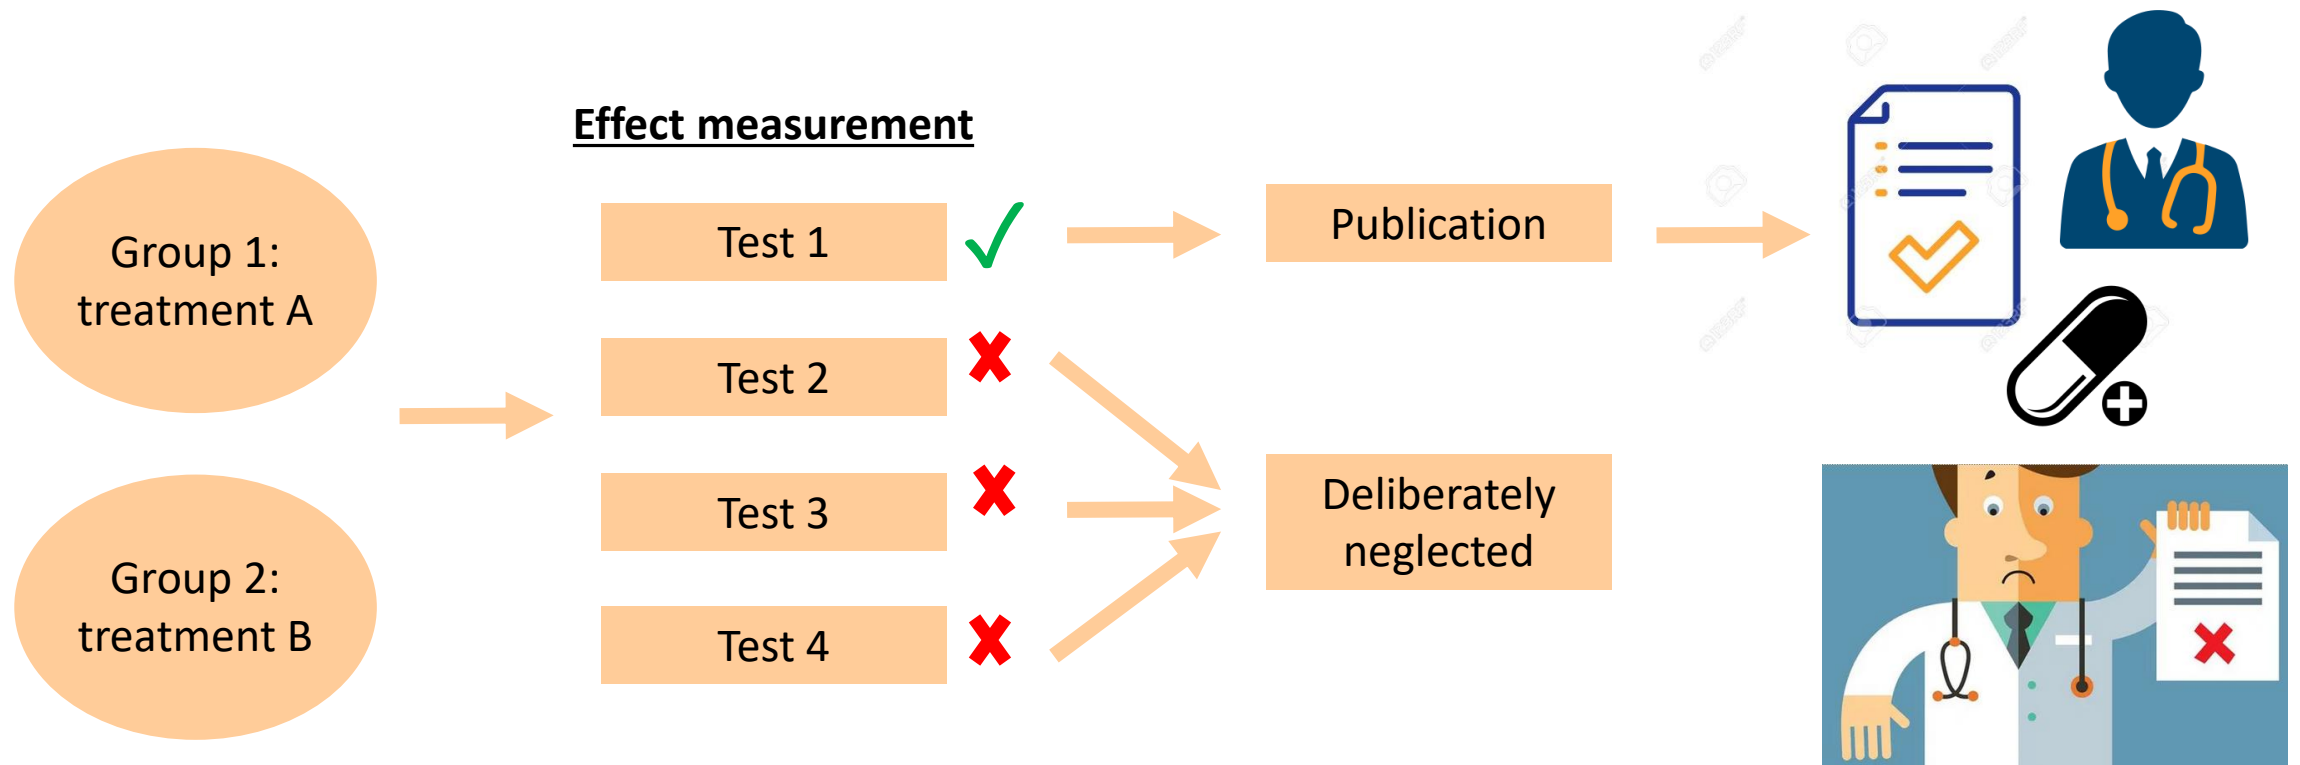 Effect measurement
Group 1:
treatment A
Group 2:
treatment B
Test 1
Test 2
Test 3
Test 4
Publication
Deliberately
neglected